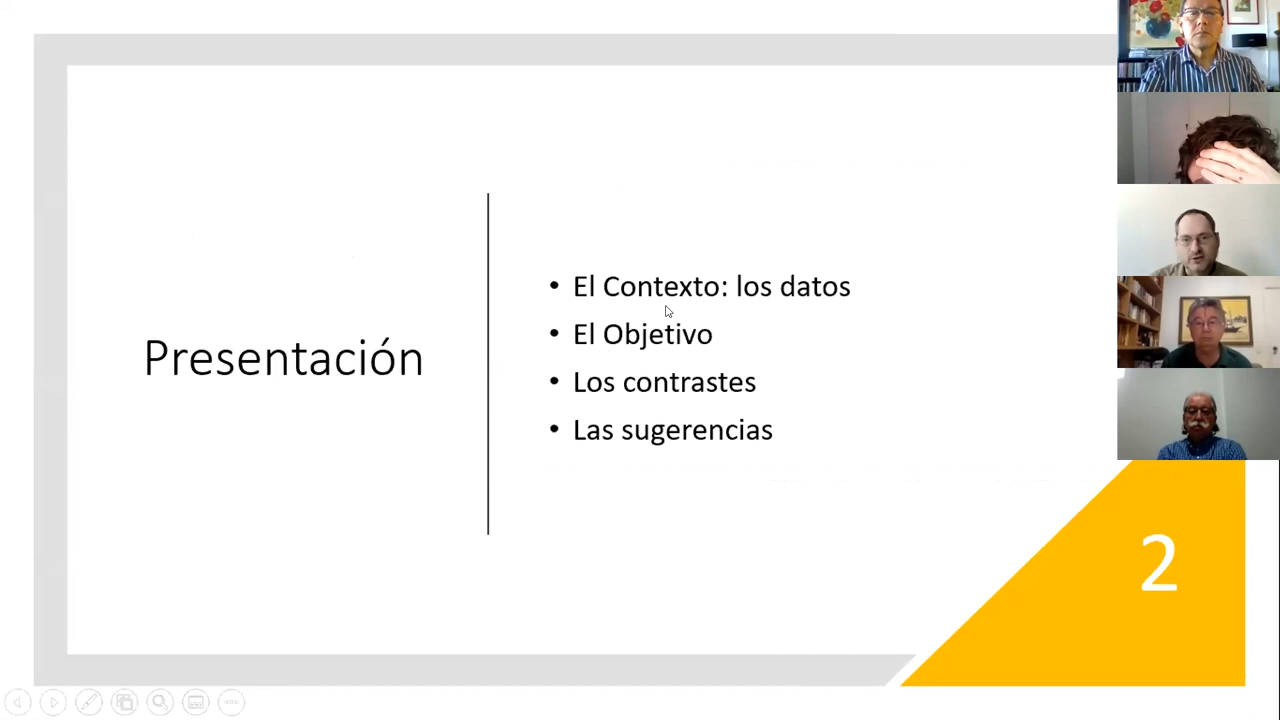 Presentación
• El Contexto: los datos
• El Objetivo
• Los contrastes
• Las sugerencias
2